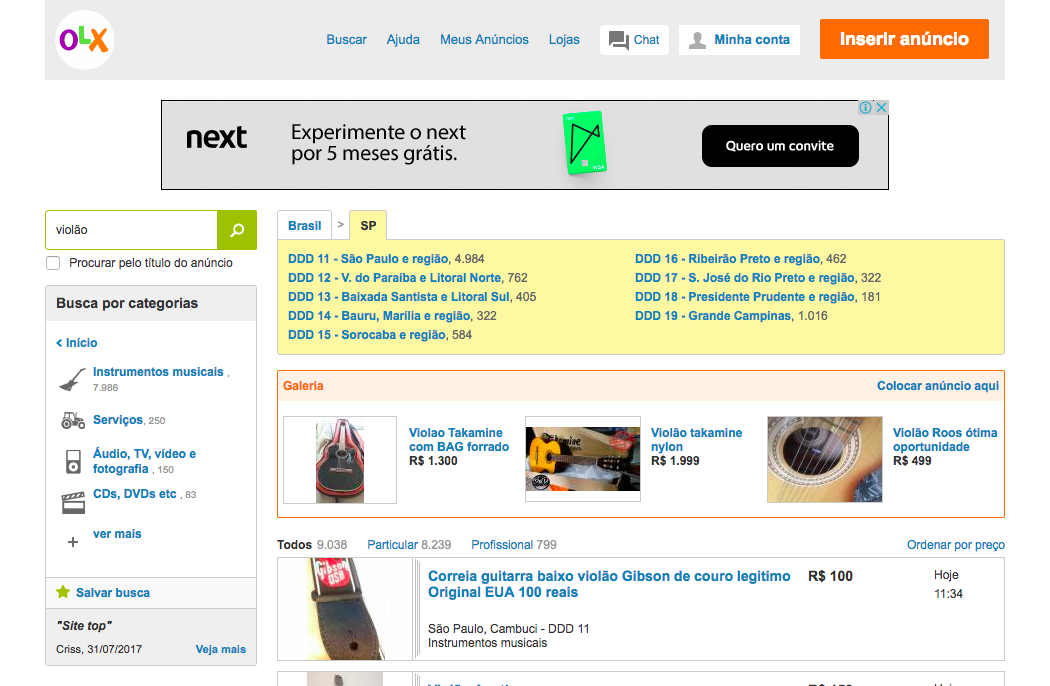 OLX
Buscar Ajuda Meus Anúncios Lojas Chat Minha conta Inserir anúncio
next
Experimente o next
por 5 meses grátis.
Quero um convite
violão
Procurar pelo título do anúncio
Busca por categorias
Início
Instrumentos musicais ,
7.986
Serviços, 250
Áudio, TV, vídeo e
fotografia , 150
CDs, DVDs etc , 83
+ ver mais
Salvar busca
"Site top"
Criss, 31/07/2017 Veja mais
Brasil > SP
DDD 11 - São Paulo e região, 4.984
DDD 12 - V. do Paraíba e Litoral Norte, 762
DDD 13 - Baixada Santista e Litoral Sul, 405
DDD 14 - Bauru, Marília e região, 322
DDD 15 - Sorocaba e região, 584
DDD 16 - Ribeirão Preto e região, 462
DDD 17 - S. José do Rio Preto e região, 322
DDD 18 - Presidente Prudente e região, 181
DDD 19 - Grande Campinas, 1.016
Galeria Colocar anúncio aqui
Violao Takamine
com BAG forrado
R$ 1.300
Violão takamine
nylon
R$ 1.999
Violão Roos ótima
oportunidade
R$ 499
Todos 9.038 Particular 8.239 Profissional 799 Ordenar por preço
Gibson
USA
Correia guitarra baixo violão Gibson de couro legitimo
Original EUA 100 reais
R$ 100
Hoje
11:34
São Paulo, Cambuci - DDD 11
Instrumentos musicais